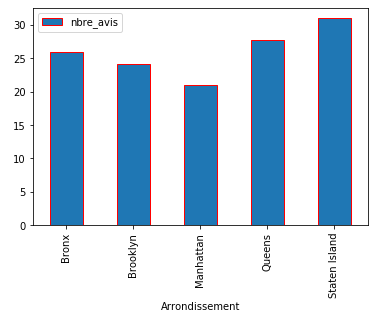 nbre_avis
30
25
20
15
10
5
0
Bronx
Brooklyn
Manhattan
Queens
Staten Island
Arrondissement